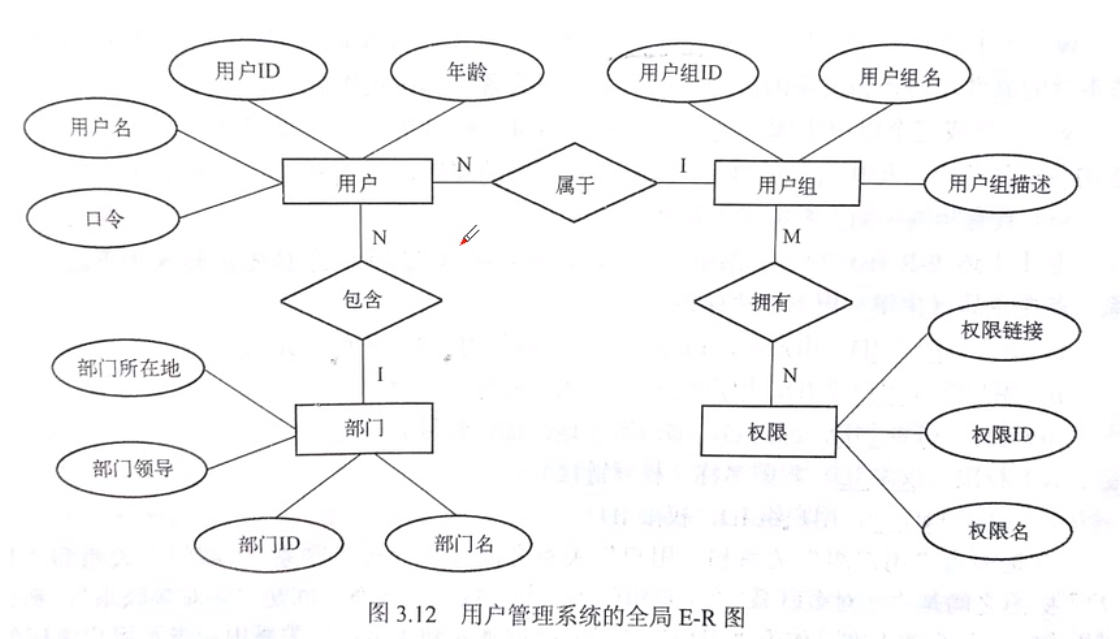 用户ID
年龄
用户组ID
用户组名
用户名
口令
用户
N
属于
I
用户组
用户组描述
N
M
包含
拥有
权限链接
部门所在地
I
N
部门
权限
权限ID
部门领导
部门ID
部门名
权限名
图 3.12 用户管理系统的全局 E-R 图